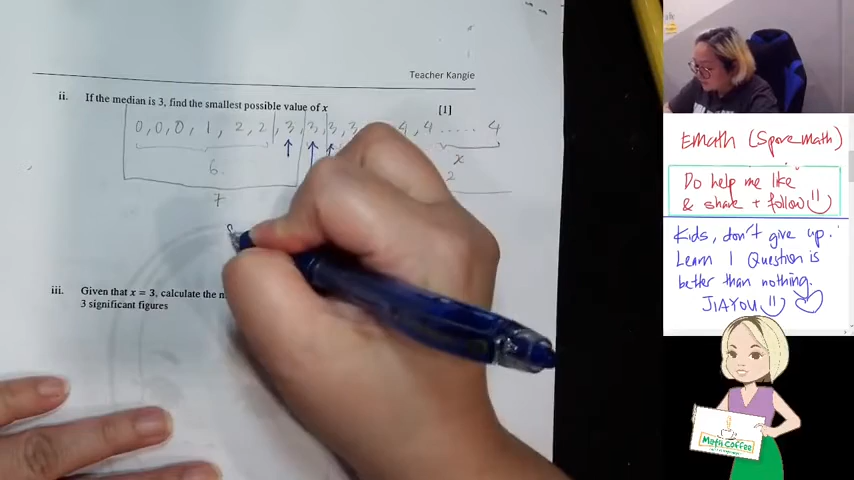 Teacher Kangie
ii. If the median is 3, find the smallest possible value of x
[1]
0, 0, 0, 1, 2, 2, 3, 3, 3, 3 4, 4 ..... 4
6
x
2
7
iii. Given that x = 3, calculate the
3 significant figures
EMath (Spore math)
Do help me like
& share + follow
Kids, don't give up.
Learn 1 Question is
better than nothing.
JIAYOU
Math Coffee